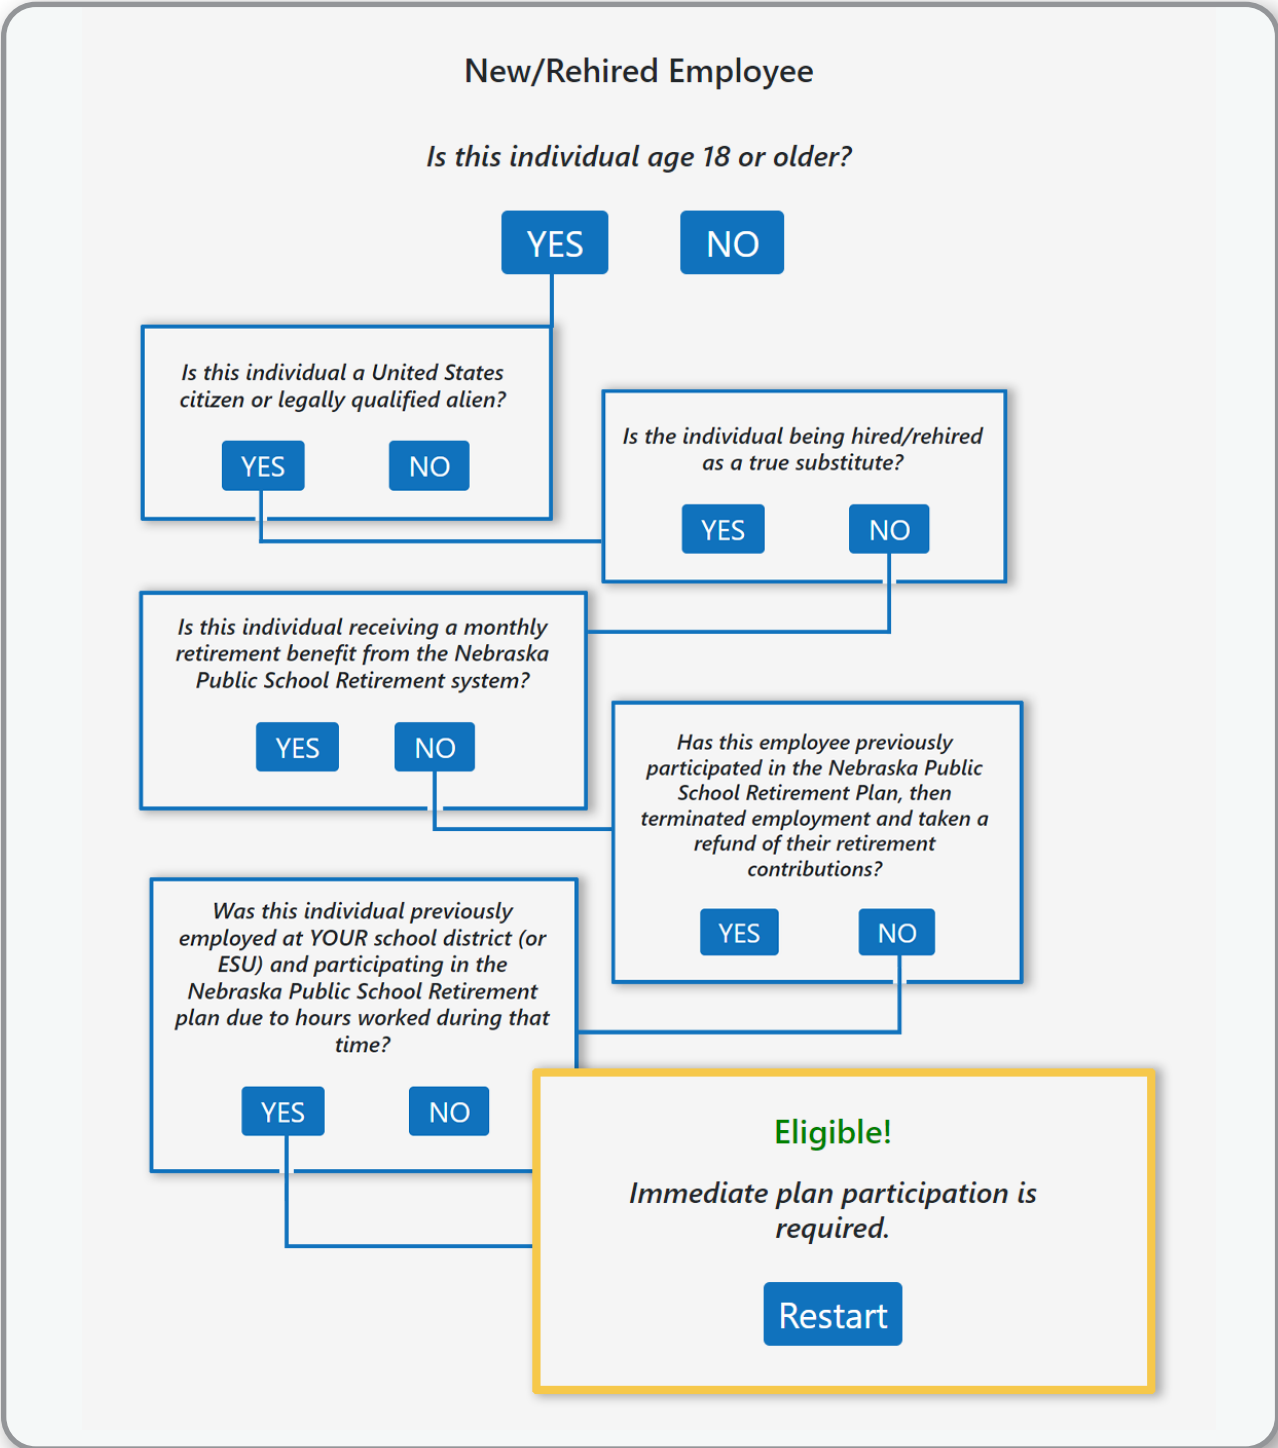 New/Rehired Employee
Is this individual age 18 or older?
YES NO
Is this individual a United States
citizen or legally qualified alien?
YES NO
Is the individual being hired/rehired
as a true substitute?
YES NO
Is this individual receiving a monthly
retirement benefit from the Nebraska
Public School Retirement system?
YES NO
Has this employee previously
participated in the Nebraska Public
School Retirement Plan, then
terminated employment and taken a
refund of their retirement
contributions?
YES NO
Was this individual previously
employed at YOUR school district (or
ESU) and participating in the
Nebraska Public School Retirement
plan due to hours worked during that
time?
YES NO
Eligible!
Immediate plan participation is
required.
Restart